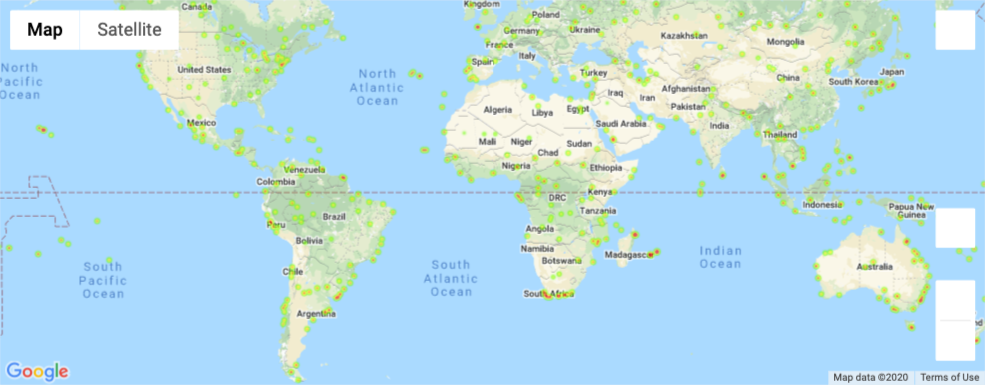 Map
Satellite
Canada
Kingdom
Poland
Germany
Ukraine
France
Kazakhstan
Mongolia
Spain
Italy
United States
North
Pacific
Ocean
North
Atlantic
Ocean
Turkey
China
Japan
South Korea
Iraq
Iran
Afghanistan
Pakistan
Algeria
Libya
Egypt
Mexico
Saudi Arabia
India
Mali
Niger
Sudan
Thailand
Chad
Nigeria
Ethiopia
Venezuela
Colombia
DRC
Kenya
Indonesia
Papua New
Guinea
Tanzania
Peru
Brazil
Angola
Bolivia
Namibia
Botswana
Madagascar
Indian
Ocean
South
Pacific
Ocean
South
Atlantic
Ocean
Chile
Australia
South Africa
Argentina
Google
Map data ©2020
Terms of Use